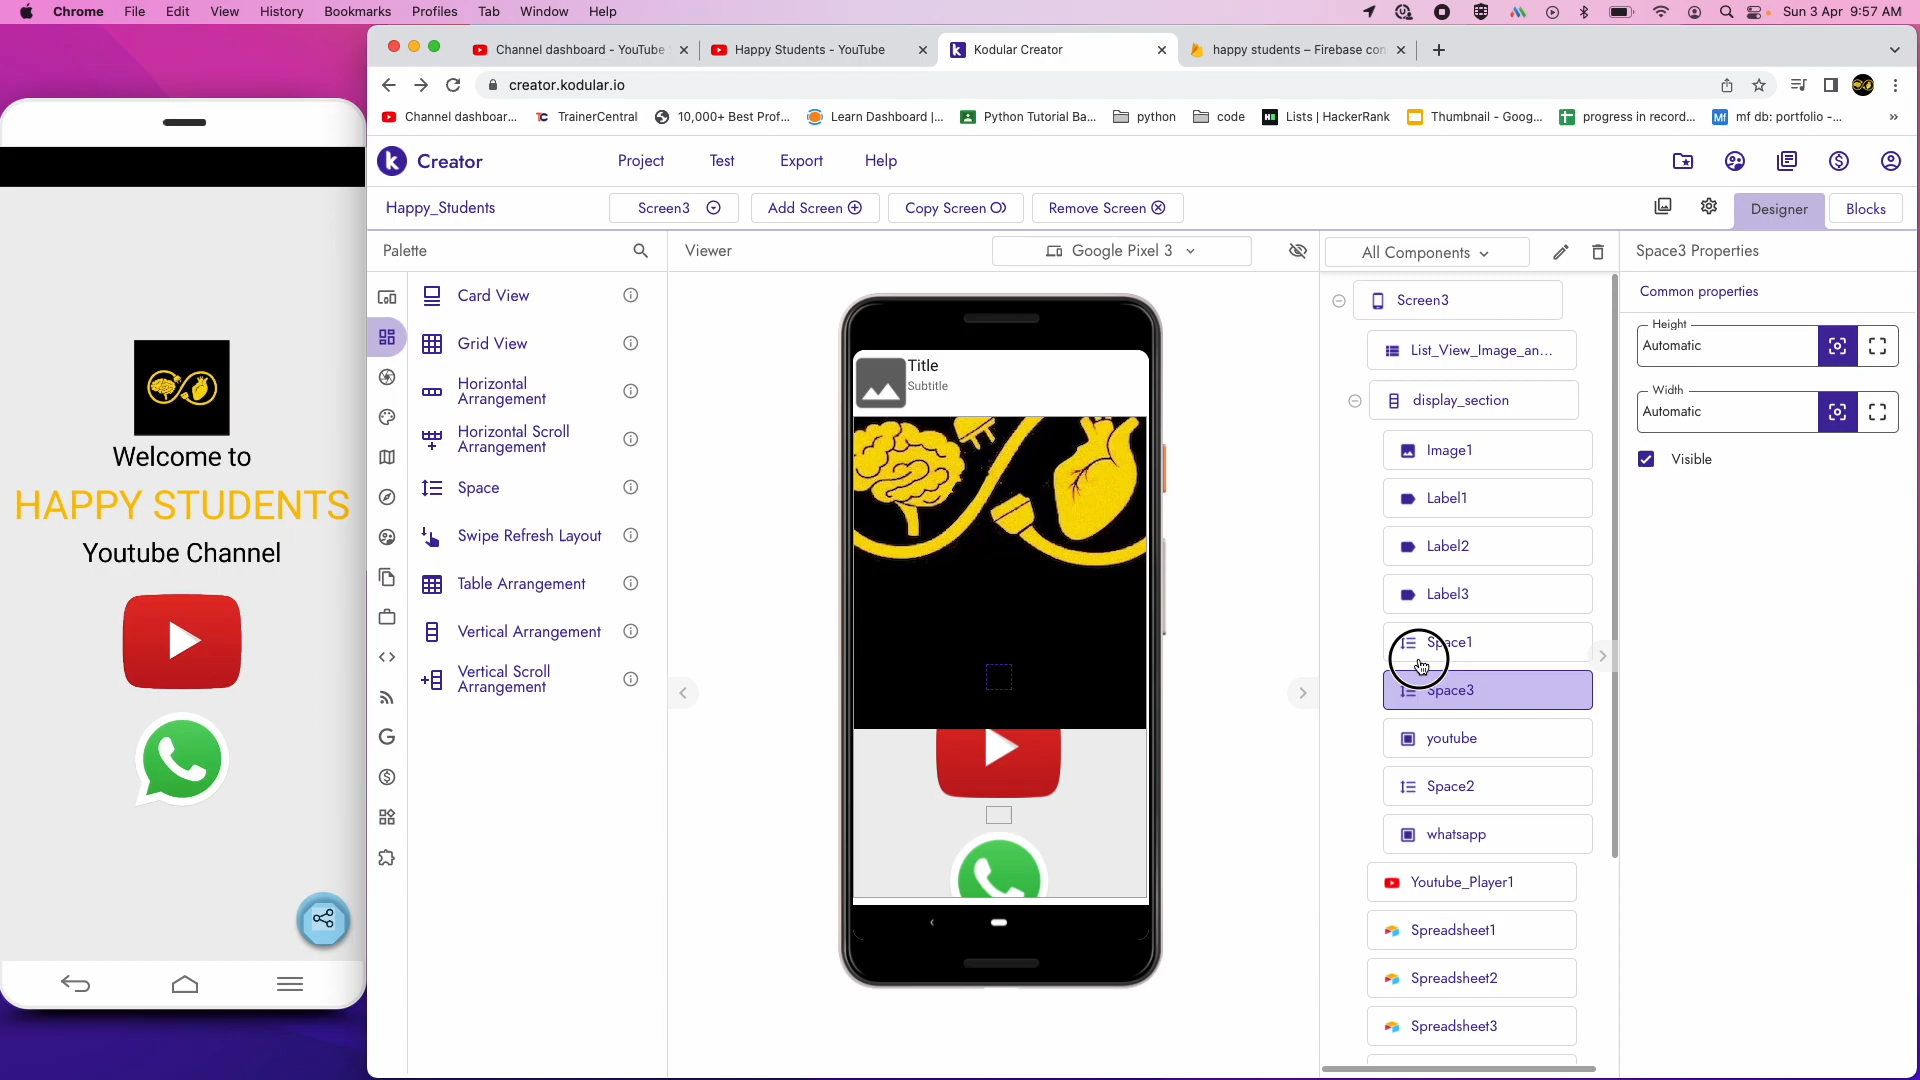 Chrome File Edit View History Bookmarks Profiles Tab Window Help Sun 3 Apr 9:57 AM
Channel dashboard - YouTube
Happy Students - YouTube
Kodular Creator
happy students – Firebase con
creator.kodular.io
Channel dashboar...
TrainerCentral
10,000+ Best Prof...
Learn Dashboard |...
Python Tutorial Ba...
python
code
Lists | HackerRank
Thumbnail - Goog...
progress in record...
mf db: portfolio -...
»
k Creator Project Test Export Help
Happy_Students Screen3 Add Screen Copy Screen Remove Screen Designer Blocks
Palette Viewer Google Pixel 3 All Components Space3 Properties
Card View
Grid View
Horizontal
Arrangement
Horizontal Scroll
Arrangement
Space
Swipe Refresh Layout
Table Arrangement
Vertical Arrangement
Vertical Scroll
Arrangement
Title
Subtitle
Screen3
List_View_Image_an...
display_section
Image1
Label1
Label2
Label3
Space1
Space3
youtube
Space2
whatsapp
Youtube_Player1
Spreadsheet1
Spreadsheet2
Spreadsheet3
Common properties
Height
Automatic
Width
Automatic
Visible
Welcome to
HAPPY STUDENTS
Youtube Channel